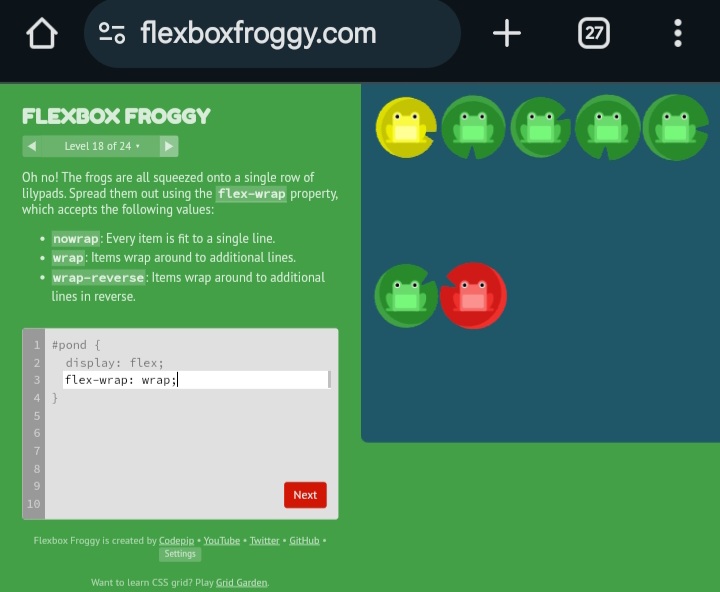 flexboxfroggy.com
27
FLEXBOX FROGGY
◀ Level 18 of 24 • ▶
Oh no! The frogs are all squeezed onto a single row of
lilypads. Spread them out using the flex-wrap property,
which accepts the following values:
• nowrap: Every item is fit to a single line.
• wrap: Items wrap around to additional lines.
• wrap-reverse: Items wrap around to additional
lines in reverse.
1 #pond {
2 display: flex;
3 flex-wrap: wrap;
4 }
5
6
7
8
9
10
Next
Flexbox Froggy is created by Codepip • YouTube • Twitter • GitHub •
Settings
Want to learn CSS grid? Play Grid Garden.